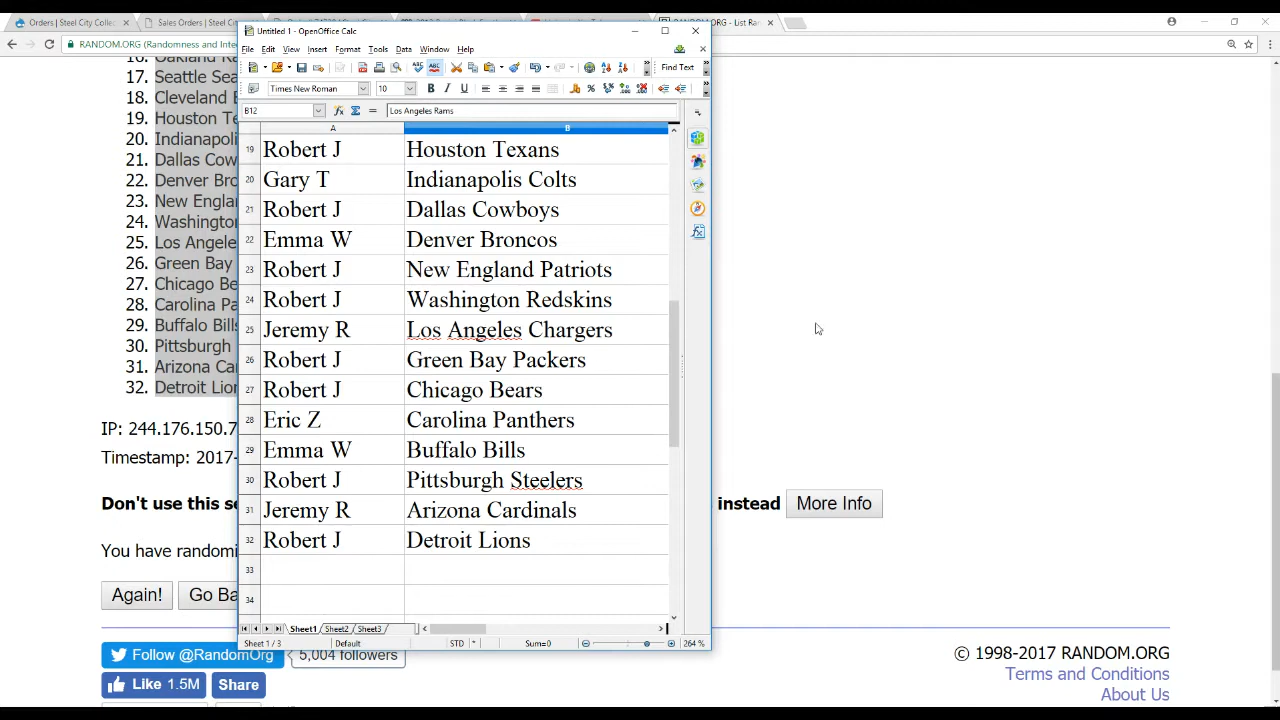 Orders | Steel City Collec
Sales Orders | Steel Cit
RANDOM.ORG - List Ra
RANDOM.ORG (Randomness and Inte
Untitled 1 - OpenOffice Calc
File Edit View Insert Format Tools Data Window Help
Find Text
Times New Roman 10
B12 Los Angeles Rams
A B
19 Robert J Houston Texans
20 Gary T Indianapolis Colts
21 Robert J Dallas Cowboys
22 Emma W Denver Broncos
23 Robert J New England Patriots
24 Robert J Washington Redskins
25 Jeremy R Los Angeles Chargers
26 Robert J Green Bay Packers
27 Robert J Chicago Bears
28 Eric Z Carolina Panthers
29 Emma W Buffalo Bills
30 Robert J Pittsburgh Steelers
31 Jeremy R Arizona Cardinals
32 Robert J Detroit Lions
33
34
Sheet1 Sheet2 Sheet3
Sheet 1 / 3 Default STD * Sum=0 264 %
16. Oakland R
17. Seattle Sea
18. Cleveland B
19. Houston Te
20. Indianapoli
21. Dallas Cow
22. Denver Bro
23. New Engla
24. Washington
25. Los Angele
26. Green Bay
27. Chicago Be
28. Carolina Pa
29. Buffalo Bills
30. Pittsburgh
31. Arizona Car
32. Detroit Lion
IP: 244.176.150.7
Timestamp: 2017-
Don't use this se
instead More Info
You have randomi
Again! Go Ba
Follow @RandomOrg 5,004 followers
Like 1.5M Share
© 1998-2017 RANDOM.ORG
Terms and Conditions
About Us